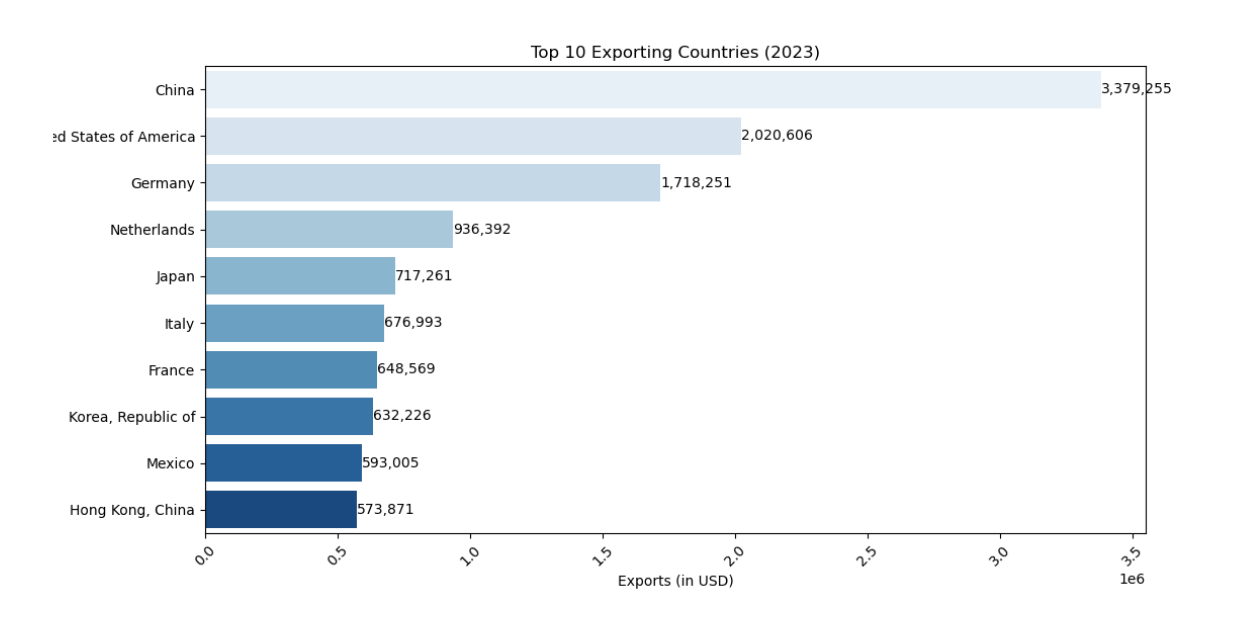 Top 10 Exporting Countries (2023)
China 3,379,255
ed States of America 2,020,606
Germany 1,718,251
Netherlands 936,392
Japan 717,261
Italy 676,993
France 648,569
Korea, Republic of 632,226
Mexico 593,005
Hong Kong, China 573,871
0.0 0.5 1.0 1.5 2.0 2.5 3.0 3.5
Exports (in USD) 1e6